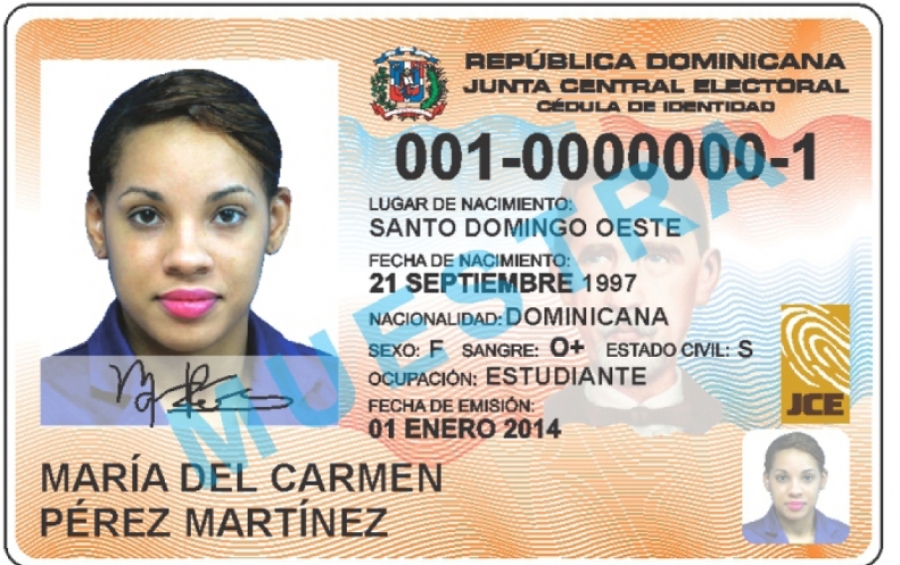 REPÚBLICA DOMINICANA
JUNTA CENTRAL ELECTORAL
CÉDULA DE IDENTIDAD
001-0000000-1
LUGAR DE NACIMIENTO:
SANTO DOMINGO OESTE
FECHA DE NACIMIENTO:
21 SEPTIEMBRE 1997
NACIONALIDAD: DOMINICANA
SEXO: F SANGRE: O+ ESTADO CIVIL: S
OCUPACIÓN: ESTUDIANTE
FECHA DE EMISIÓN:
01 ENERO 2014
JCE
MARÍA DEL CARMEN
PÉREZ MARTÍNEZ
MUESTRA